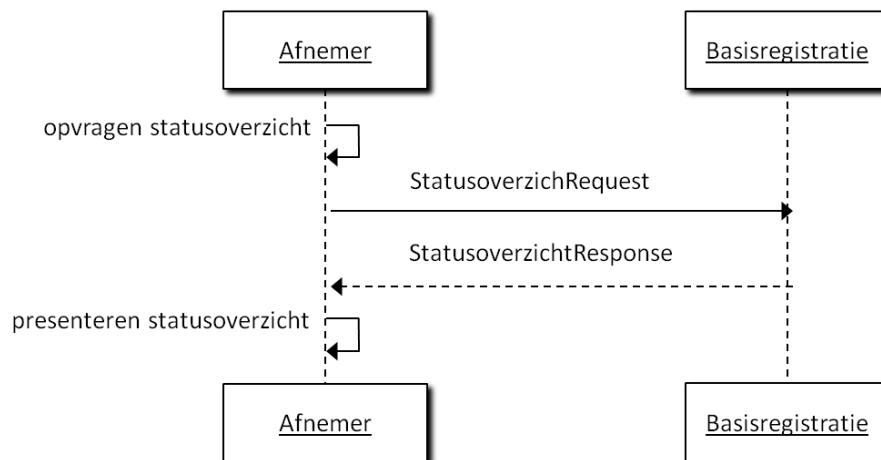 Afnemer
Basisregistratie
opvragen statusoverzicht
StatusoverzichRequest
StatusoverzichtResponse
presenteren statusoverzicht
Afnemer
Basisregistratie